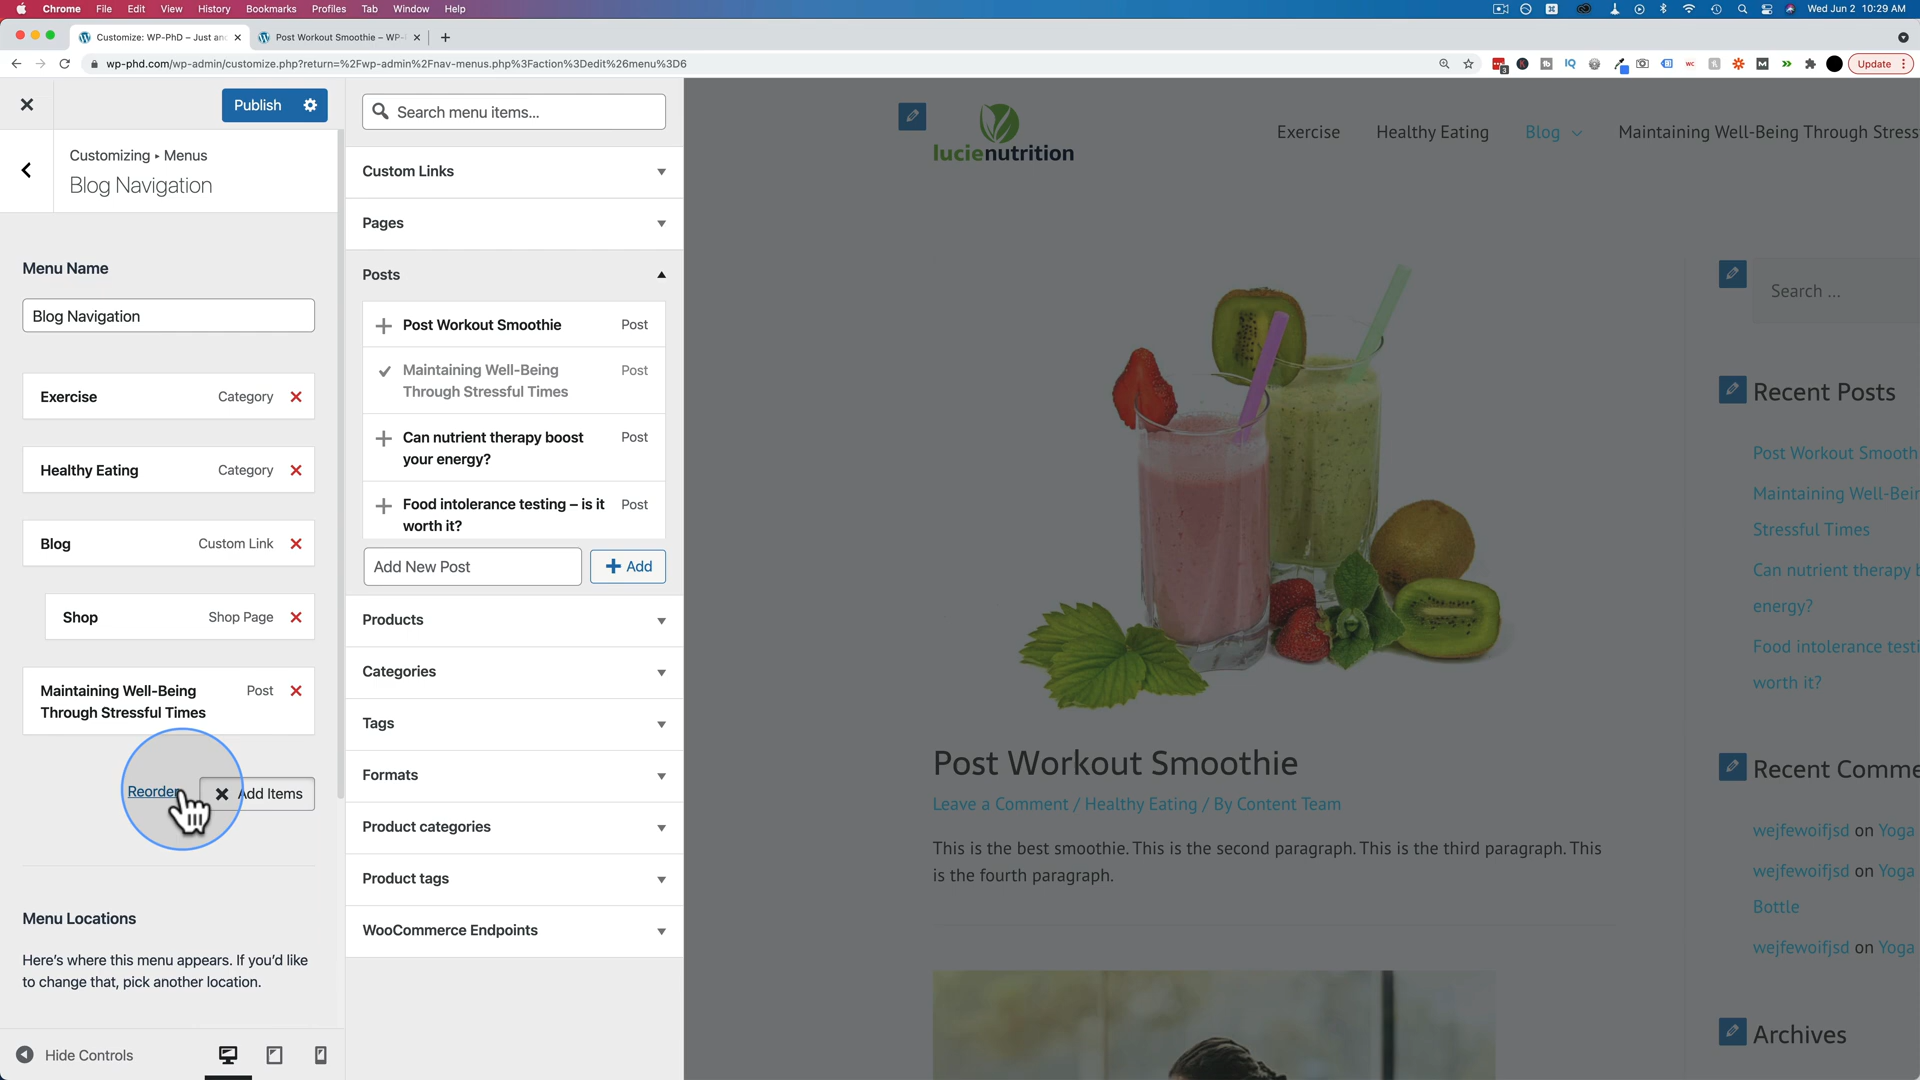 Chrome File Edit View History Bookmarks Profiles Tab Window Help Wed Jun 2 10:29 AM
Customize: WP-PhD – Just an
Post Workout Smoothie – WP-
wp-phd.com/wp-admin/customize.php?return=%2Fwp-admin%2Fnav-menus.php%3Faction%3Dedit%26menu%3D6
Update
Publish
Customizing ▸ Menus
Blog Navigation
Menu Name
Blog Navigation
Exercise Category
Healthy Eating Category
Blog Custom Link
Shop Shop Page
Maintaining Well-Being Post
Through Stressful Times
Reorder
Add Items
Menu Locations
Here's where this menu appears. If you'd like
to change that, pick another location.
Hide Controls
Search menu items...
Custom Links
Pages
Posts
Post Workout Smoothie Post
Maintaining Well-Being Post
Through Stressful Times
Can nutrient therapy boost Post
your energy?
Food intolerance testing – is it Post
worth it?
Add New Post
Add
Products
Categories
Tags
Formats
Product categories
Product tags
WooCommerce Endpoints
lucienutrition
Exercise Healthy Eating Blog Maintaining Well-Being Through Stress
Post Workout Smoothie
Leave a Comment / Healthy Eating / By Content Team
This is the best smoothie. This is the second paragraph. This is the third paragraph. This
is the fourth paragraph.
Search ...
Recent Posts
Post Workout Smooth
Maintaining Well-Bein
Stressful Times
Can nutrient therapy b
energy?
Food intolerance testi
worth it?
Recent Comme
wejfewoifjsd on Yoga
wejfewoifjsd on Yoga
Bottle
wejfewoifjsd on Yoga
Archives